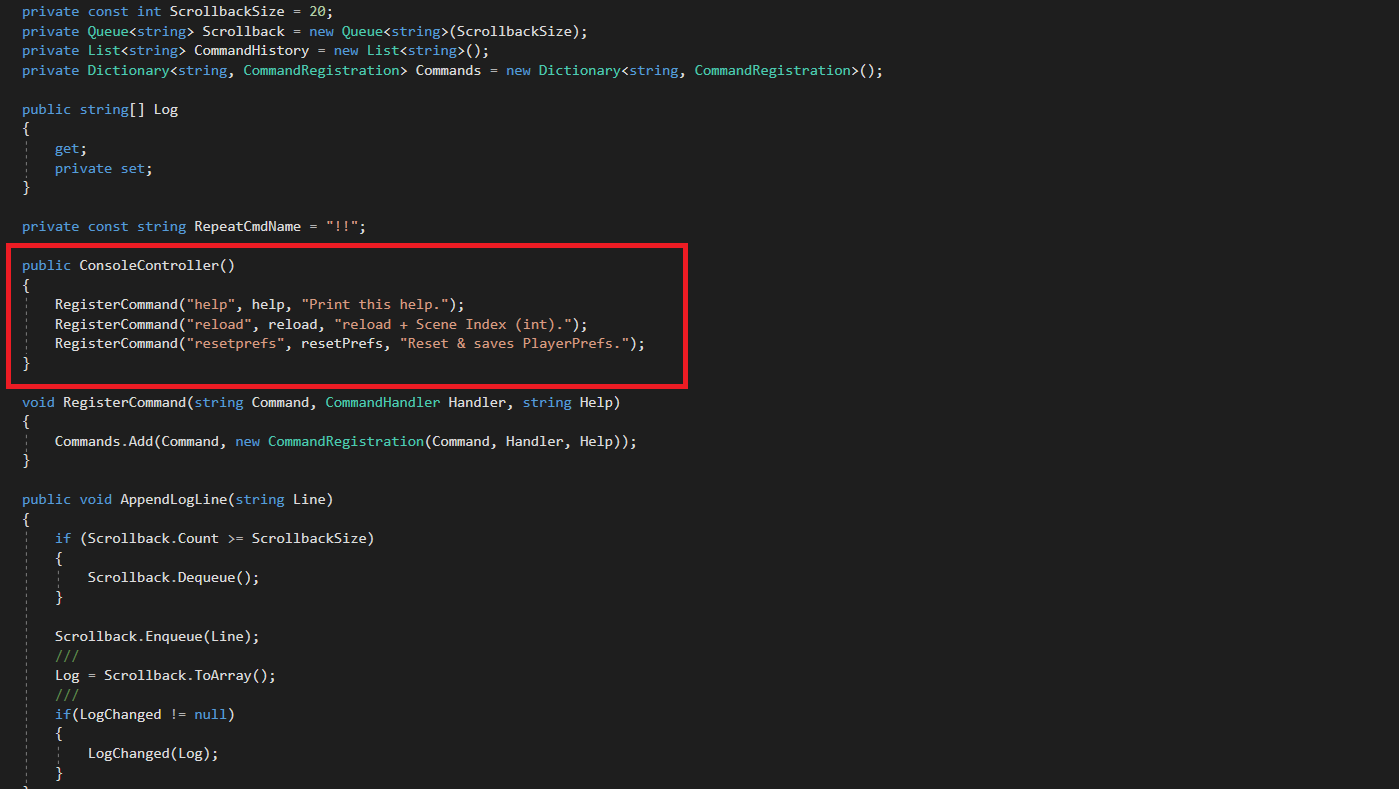 private const int ScrollbackSize = 20;
private Queue<string> Scrollback = new Queue<string>(ScrollbackSize);
private List<string> CommandHistory = new List<string>();
private Dictionary<string, CommandRegistration> Commands = new Dictionary<string, CommandRegistration>();
public string[] Log
{
get;
private set;
}
private const string RepeatCmdName = "!!";
public ConsoleController()
{
RegisterCommand("help", help, "Print this help.");
RegisterCommand("reload", reload, "reload + Scene Index (int).");
RegisterCommand("resetprefs", resetPrefs, "Reset & saves PlayerPrefs.");
}
void RegisterCommand(string Command, CommandHandler Handler, string Help)
{
Commands.Add(Command, new CommandRegistration(Command, Handler, Help));
}
public void AppendLogLine(string Line)
{
if (Scrollback.Count >= ScrollbackSize)
{
Scrollback.Dequeue();
}
Scrollback.Enqueue(Line);
///
Log = Scrollback.ToArray();
///
if(LogChanged != null)
{
LogChanged(Log);
}